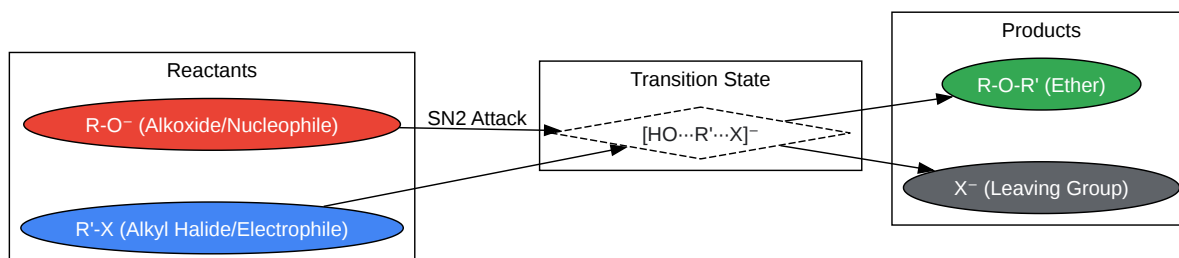 Reactants
R-O⁻ (Alkoxide/Nucleophile)
R'-X (Alkyl Halide/Electrophile)
SN2 Attack
Transition State
[HO···R'···X]⁻
Products
R-O-R' (Ether)
X⁻ (Leaving Group)